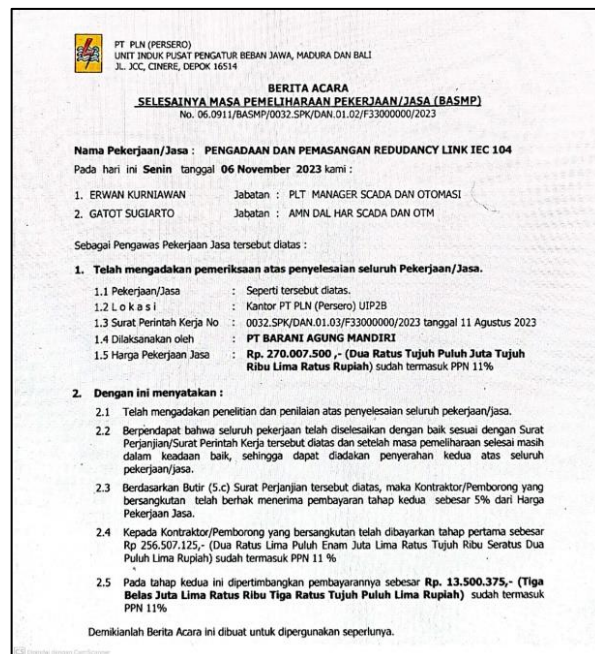 PT PLN (PERSERO)
UNIT INDUK PUSAT PENGATUR BEBAN JAWA, MADURA DAN BALI
JL. JCC, CINERE, DEPOK 16514
BERITA ACARA
SELESAINYA MASA PEMELIHARAAN PEKERJAAN/JASA (BASMP)
No. 06.0911/BASMP/0032.SPK/DAN.01.02/F33000000/2023
Nama Pekerjaan/Jasa : PENGADAAN DAN PEMASANGAN REDUDANCY LINK IEC 104
Pada hari ini Senin tanggal 06 November 2023 kami :
1. ERWAN KURNIAWAN Jabatan : PLT MANAGER SCADA DAN OTOMASI
2. GATOT SUGIARTO Jabatan : AMN DAL HAR SCADA DAN OTM
Sebagai Pengawas Pekerjaan Jasa tersebut diatas :
1. Telah mengadakan pemeriksaan atas penyelesaian seluruh Pekerjaan/Jasa.
1.1 Pekerjaan/Jasa : Seperti tersebut diatas.
1.2 L o k a s i : Kantor PT PLN (Persero) UIP2B
1.3 Surat Perintah Kerja No : 0032.SPK/DAN.01.03/F33000000/2023 tanggal 11 Agustus 2023
1.4 Dilaksanakan oleh : PT BARANI AGUNG MANDIRI
1.5 Harga Pekerjaan Jasa : Rp. 270.007.500 ,- (Dua Ratus Tujuh Puluh Juta Tujuh
Ribu Lima Ratus Rupiah) sudah termasuk PPN 11%
2. Dengan ini menyatakan :
2.1 Telah mengadakan penelitian dan penilaian atas penyelesaian seluruh pekerjaan/jasa.
2.2 Berpendapat bahwa seluruh pekerjaan telah diselesaikan dengan baik sesuai dengan Surat
Perjanjian/Surat Perintah Kerja tersebut diatas dan setelah masa pemeliharaan selesai masih
dalam keadaan baik, sehingga dapat diadakan penyerahan kedua atas seluruh
pekerjaan/jasa.
2.3 Berdasarkan Butir (5.c) Surat Perjanjian tersebut diatas, maka Kontraktor/Pemborong yang
bersangkutan telah berhak menerima pembayaran tahap kedua sebesar 5% dari Harga
Pekerjaan Jasa.
2.4 Kepada Kontraktor/Pemborong yang bersangkutan telah dibayarkan tahap pertama sebesar
Rp 256.507.125,- (Dua Ratus Lima Puluh Enam Juta Lima Ratus Tujuh Ribu Seratus Dua
Puluh Lima Rupiah) sudah termasuk PPN 11 %
2.5 Pada tahap kedua ini dipertimbangkan pembayarannya sebesar Rp. 13.500.375,- (Tiga
Belas Juta Lima Ratus Ribu Tiga Ratus Tujuh Puluh Lima Rupiah) sudah termasuk
PPN 11%
Demikianlah Berita Acara ini dibuat untuk dipergunakan seperlunya.